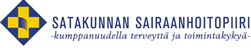 SATAKUNNAN SAIRAANHOITOPIIRI
-kumppanuudella terveyttä ja toimintakykyä